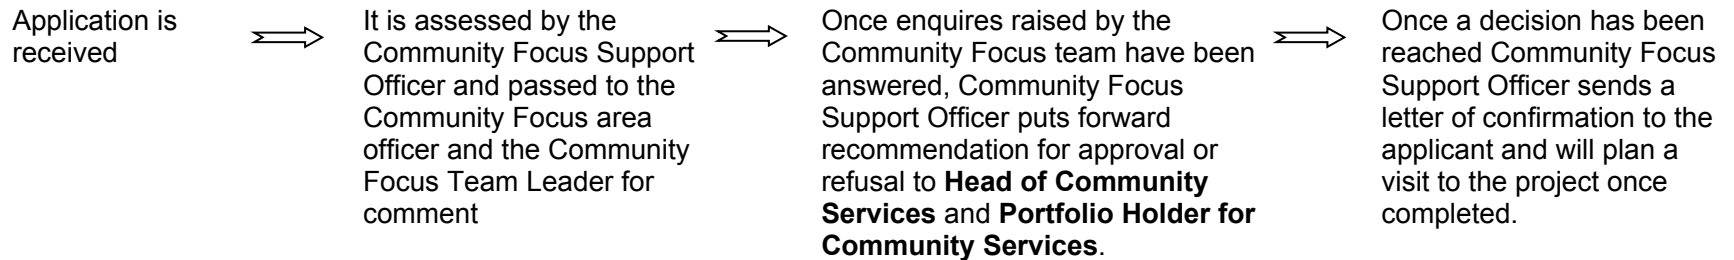 Application is
received
It is assessed by the
Community Focus Support
Officer and passed to the
Community Focus area
officer and the Community
Focus Team Leader for
comment
Once enquires raised by the
Community Focus team have been
answered, Community Focus
Support Officer puts forward
recommendation for approval or
refusal to Head of Community
Services and Portfolio Holder for
Community Services.
Once a decision has been
reached Community Focus
Support Officer sends a
letter of confirmation to the
applicant and will plan a
visit to the project once
completed.